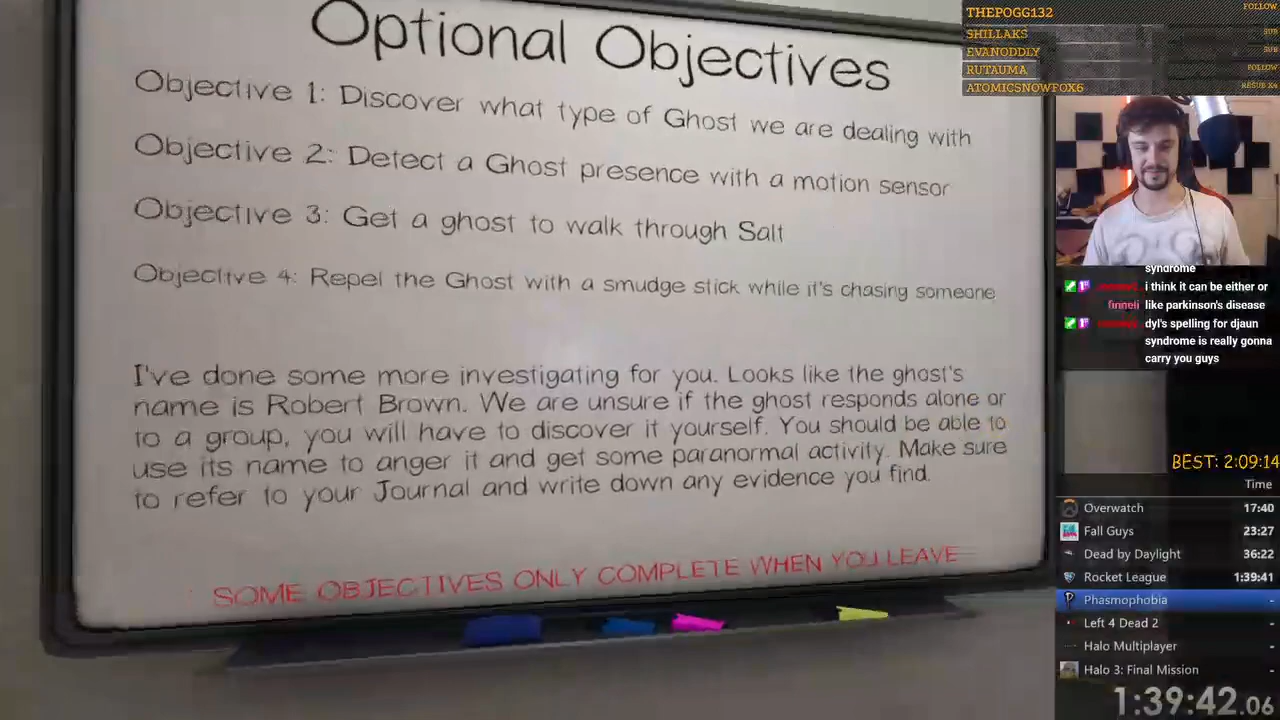 Optional Objectives
Objective 1: Discover what type of Ghost we are dealing with
Objective 2: Detect a Ghost presence with a motion sensor
Objective 3: Get a ghost to walk through Salt
Objective 4: Repel the Ghost with a smudge stick while it's chasing someone
I've done some more investigating for you. Looks like the ghost's
name is Robert Brown. We are unsure if the ghost responds alone or
to a group, you will have to discover it yourself. You should be able to
use its name to anger it and get some paranormal activity. Make sure
to refer to your Journal and write down any evidence you find.
SOME OBJECTIVES ONLY COMPLETE WHEN YOU LEAVE
THEPOGG132 FOLLOW
SHILLAKS SUB
EVANODDLY SUB
RUTAUMA FOLLOW
ATOMICSNOWFOX6 RESUB X4
syndrome
i think it can be either or
finneli like parkinson's disease
dyl's spelling for djaun
syndrome is really gonna
carry you guys
BEST: 2:09:14
Time
Overwatch 17:40
Fall Guys 23:27
Dead by Daylight 36:22
Rocket League 1:39:41
Phasmophobia -
Left 4 Dead 2 -
Halo Multiplayer -
Halo 3: Final Mission -
1:39:42.06